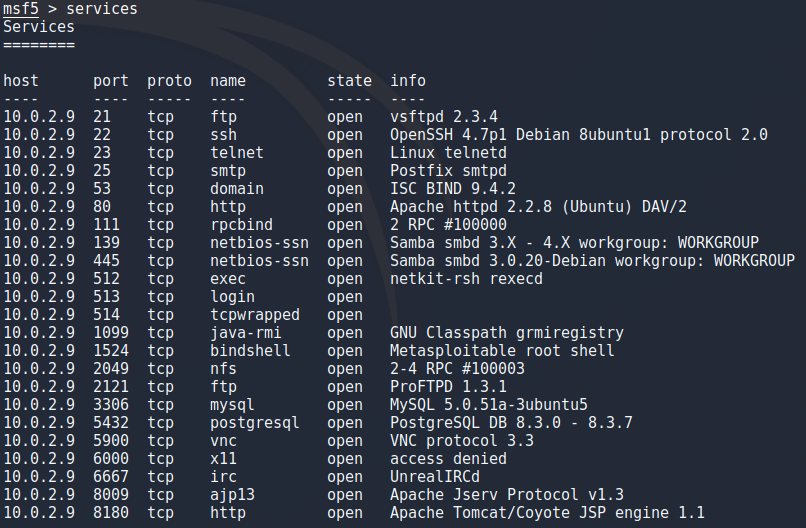 msf5 > services
Services
========
host      port  proto  name         state  info
----      ----  -----  ----         -----  ----
10.0.2.9  21    tcp    ftp          open   vsftpd 2.3.4
10.0.2.9  22    tcp    ssh          open   OpenSSH 4.7p1 Debian 8ubuntu1 protocol 2.0
10.0.2.9  23    tcp    telnet       open   Linux telnetd
10.0.2.9  25    tcp    smtp         open   Postfix smtpd
10.0.2.9  53    tcp    domain       open   ISC BIND 9.4.2
10.0.2.9  80    tcp    http         open   Apache httpd 2.2.8 (Ubuntu) DAV/2
10.0.2.9  111   tcp    rpcbind      open   2 RPC #100000
10.0.2.9  139   tcp    netbios-ssn  open   Samba smbd 3.X - 4.X workgroup: WORKGROUP
10.0.2.9  445   tcp    netbios-ssn  open   Samba smbd 3.0.20-Debian workgroup: WORKGROUP
10.0.2.9  512   tcp    exec         open   netkit-rsh rexecd
10.0.2.9  513   tcp    login        open
10.0.2.9  514   tcp    tcpwrapped   open
10.0.2.9  1099  tcp    java-rmi     open   GNU Classpath grmiregistry
10.0.2.9  1524  tcp    bindshell    open   Metasploitable root shell
10.0.2.9  2049  tcp    nfs          open   2-4 RPC #100003
10.0.2.9  2121  tcp    ftp          open   ProFTPD 1.3.1
10.0.2.9  3306  tcp    mysql        open   MySQL 5.0.51a-3ubuntu5
10.0.2.9  5432  tcp    postgresql   open   PostgreSQL DB 8.3.0 - 8.3.7
10.0.2.9  5900  tcp    vnc          open   VNC protocol 3.3
10.0.2.9  6000  tcp    x11          open   access denied
10.0.2.9  6667  tcp    irc          open   UnrealIRCd
10.0.2.9  8009  tcp    ajp13        open   Apache Jserv Protocol v1.3
10.0.2.9  8180  tcp    http         open   Apache Tomcat/Coyote JSP engine 1.1